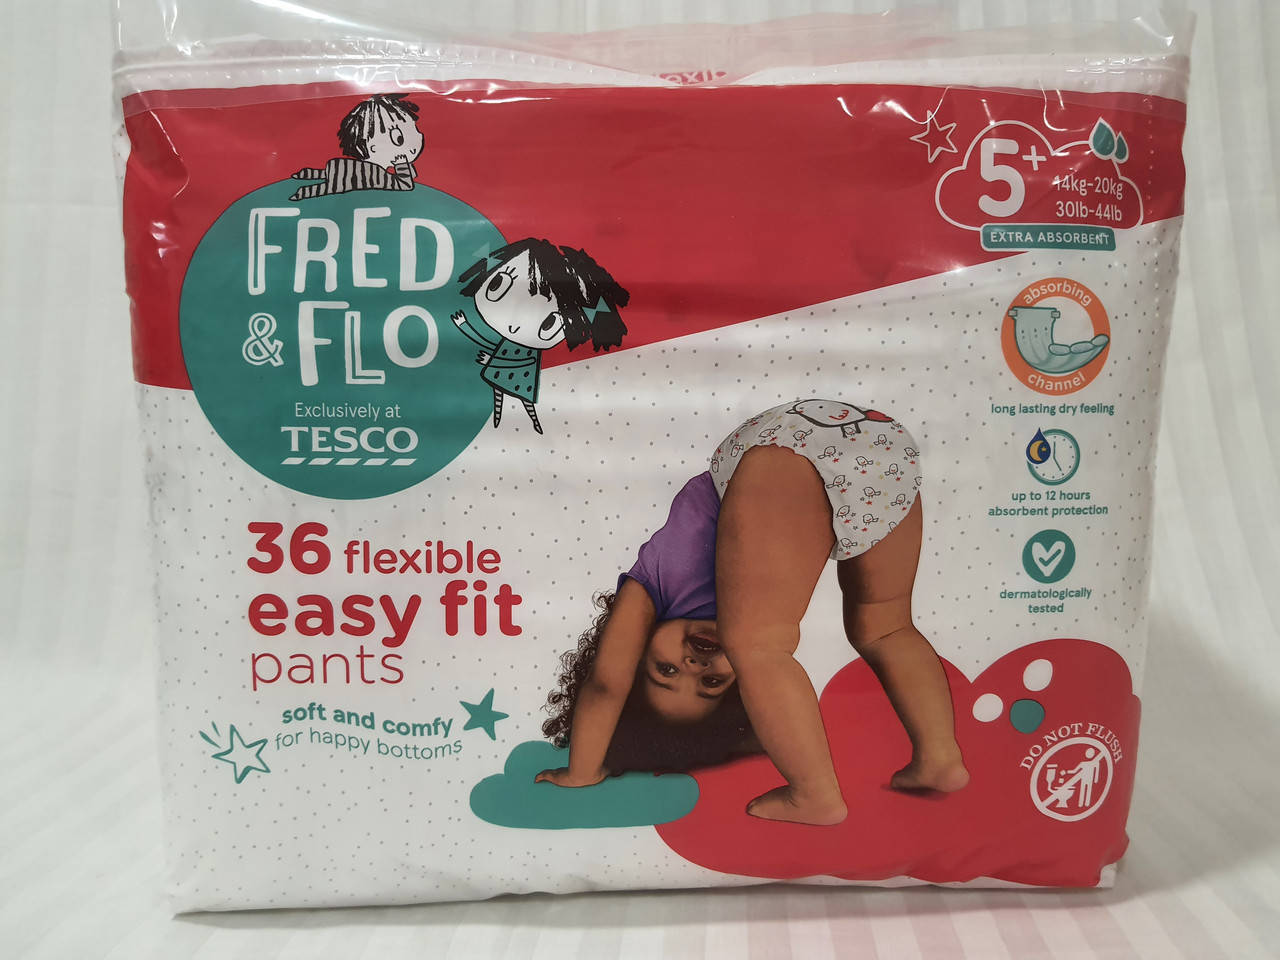 FRED
& FLO
Exclusively at
TESCO
5+
14kg-20kg
30lb-44lb
EXTRA ABSORBENT
absorbing
channel
long lasting dry feeling
up to 12 hours
absorbent protection
dermatologically
tested
36 flexible
easy fit
pants
soft and comfy
for happy bottoms
DO NOT FLUSH